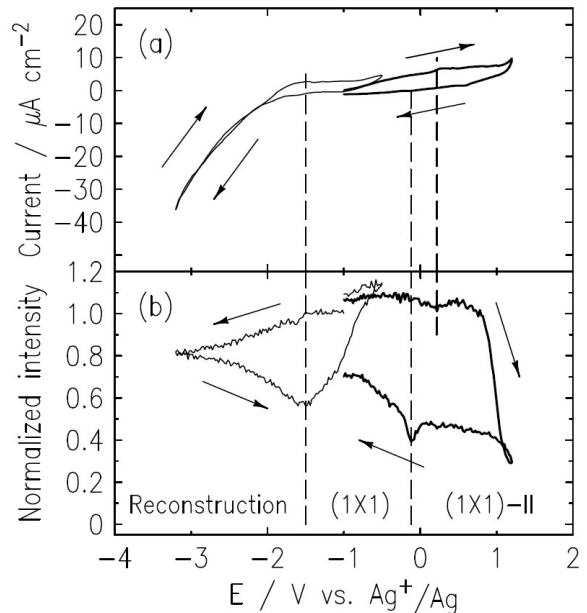 (a)
20
10
0
−10
−20
−30
−40
Current / μA cm⁻²
(b)
1.2
1.0
0.8
0.6
0.4
0.2
0
Normalized intensity
Reconstruction (1X1) (1X1)−II
−4 −3 −2 −1 0 1 2
E / V vs. Ag⁺/Ag